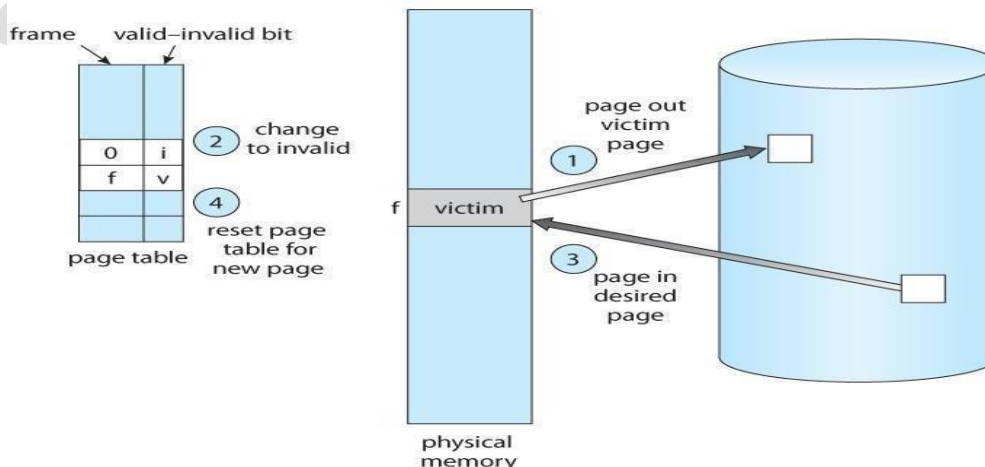 frame
valid–invalid bit
0 i
f v
2
change
to invalid
4
reset page
table for
new page
page table
f
victim
physical
memory
1
page out
victim
page
3
page in
desired
page